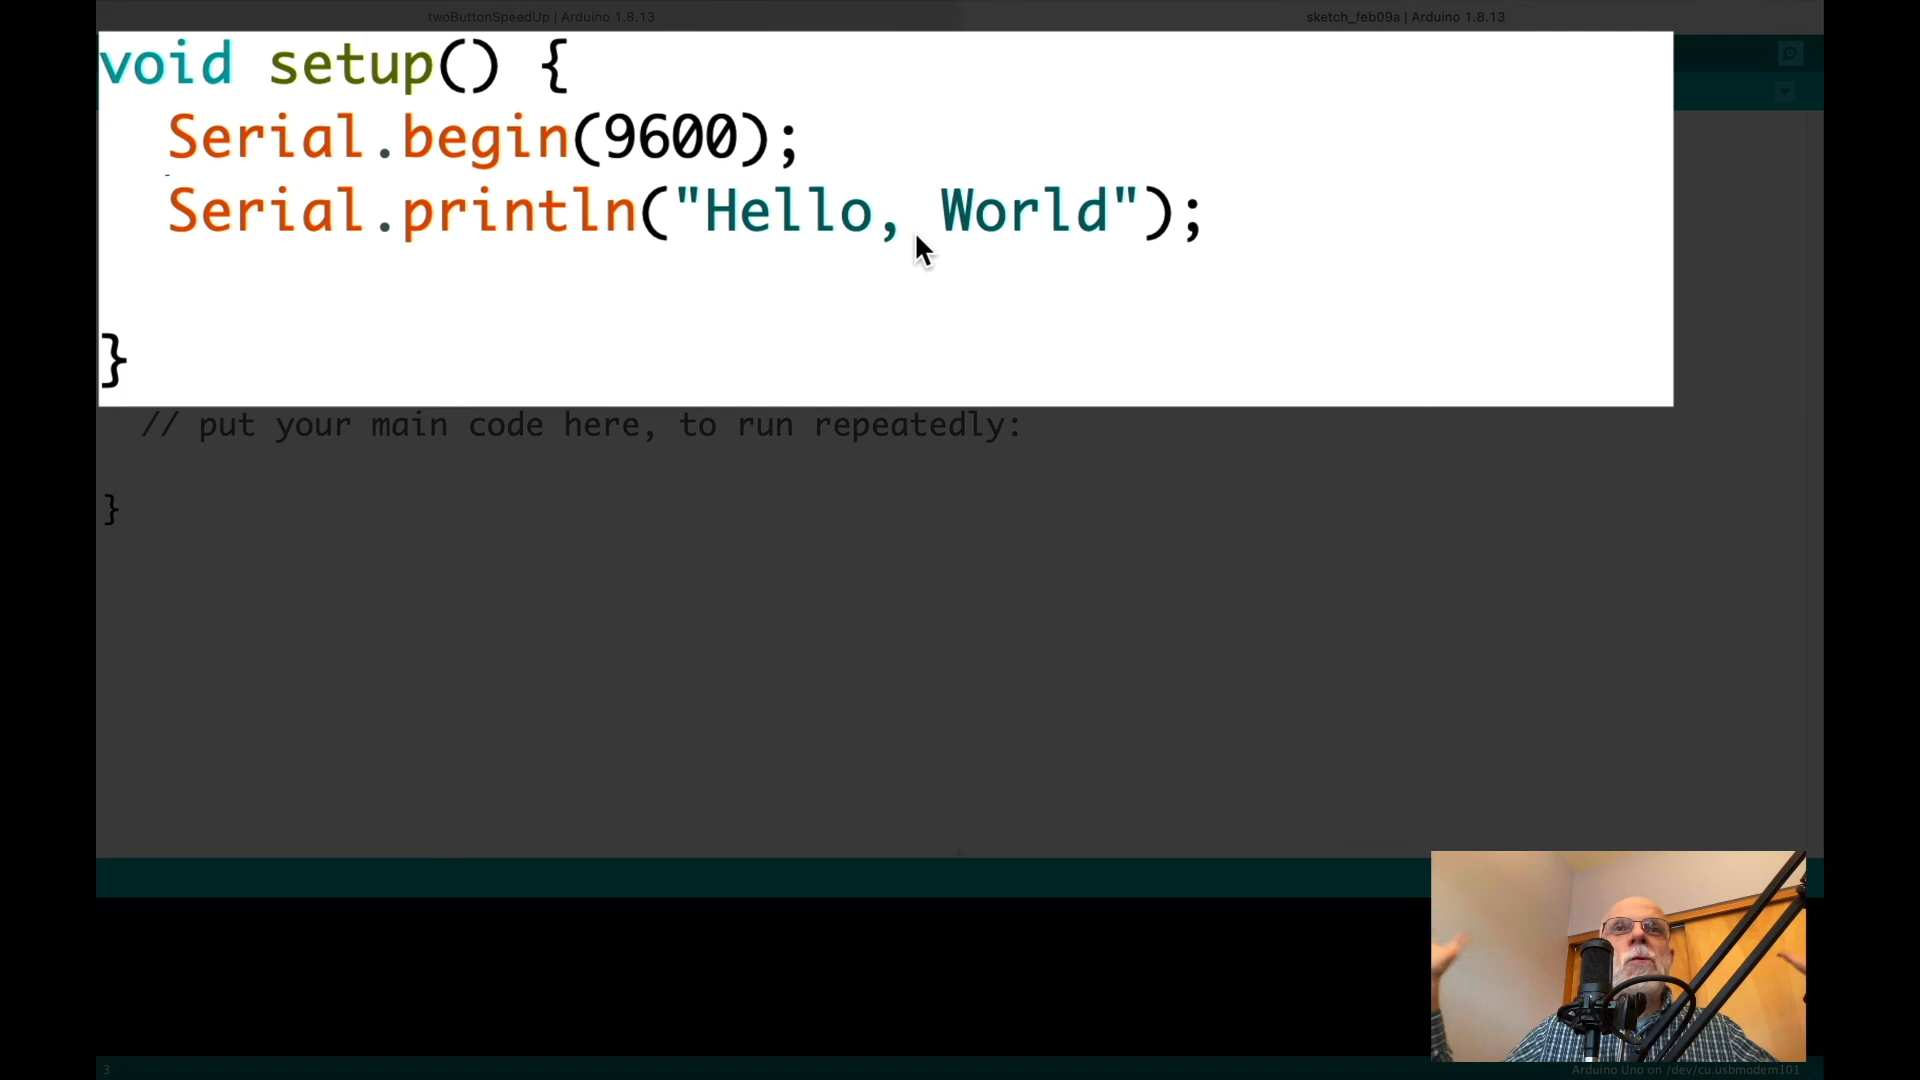 twoButtonSpeedUp | Arduino 1.8.13
sketch_feb09a | Arduino 1.8.13
void setup() {
Serial.begin(9600);
Serial.println("Hello, World");
}
// put your main code here, to run repeatedly:
}
3
Arduino Uno on /dev/cu.usbmodem101